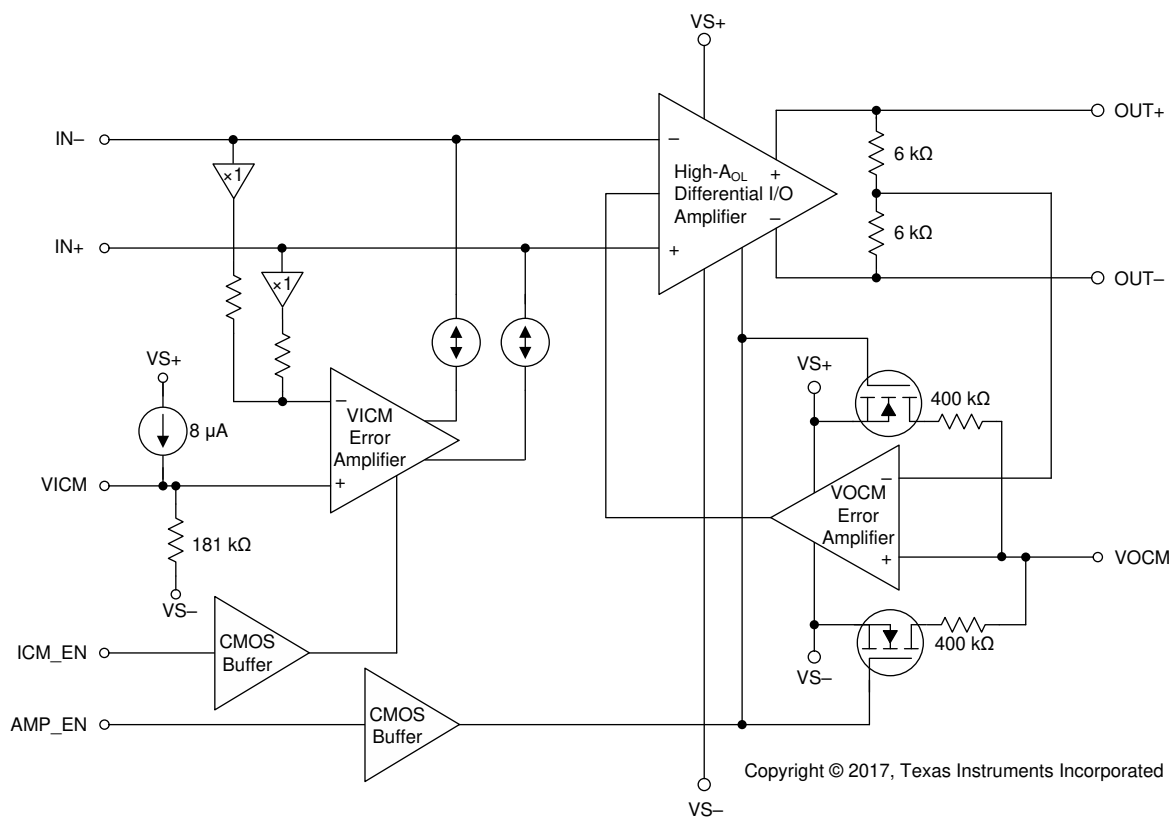 VS+
OUT+
IN–
×1
–
High-AOL
Differential I/O
Amplifier
+
–
+
6 kΩ
6 kΩ
IN+
×1
OUT–
VS+
8 µA
–
VICM
Error
Amplifier
+
VICM
181 kΩ
VS–
VS+
400 kΩ
–
VOCM
Error
Amplifier
+
VOCM
400 kΩ
VS–
ICM_EN
CMOS
Buffer
AMP_EN
CMOS
Buffer
VS–
Copyright © 2017, Texas Instruments Incorporated